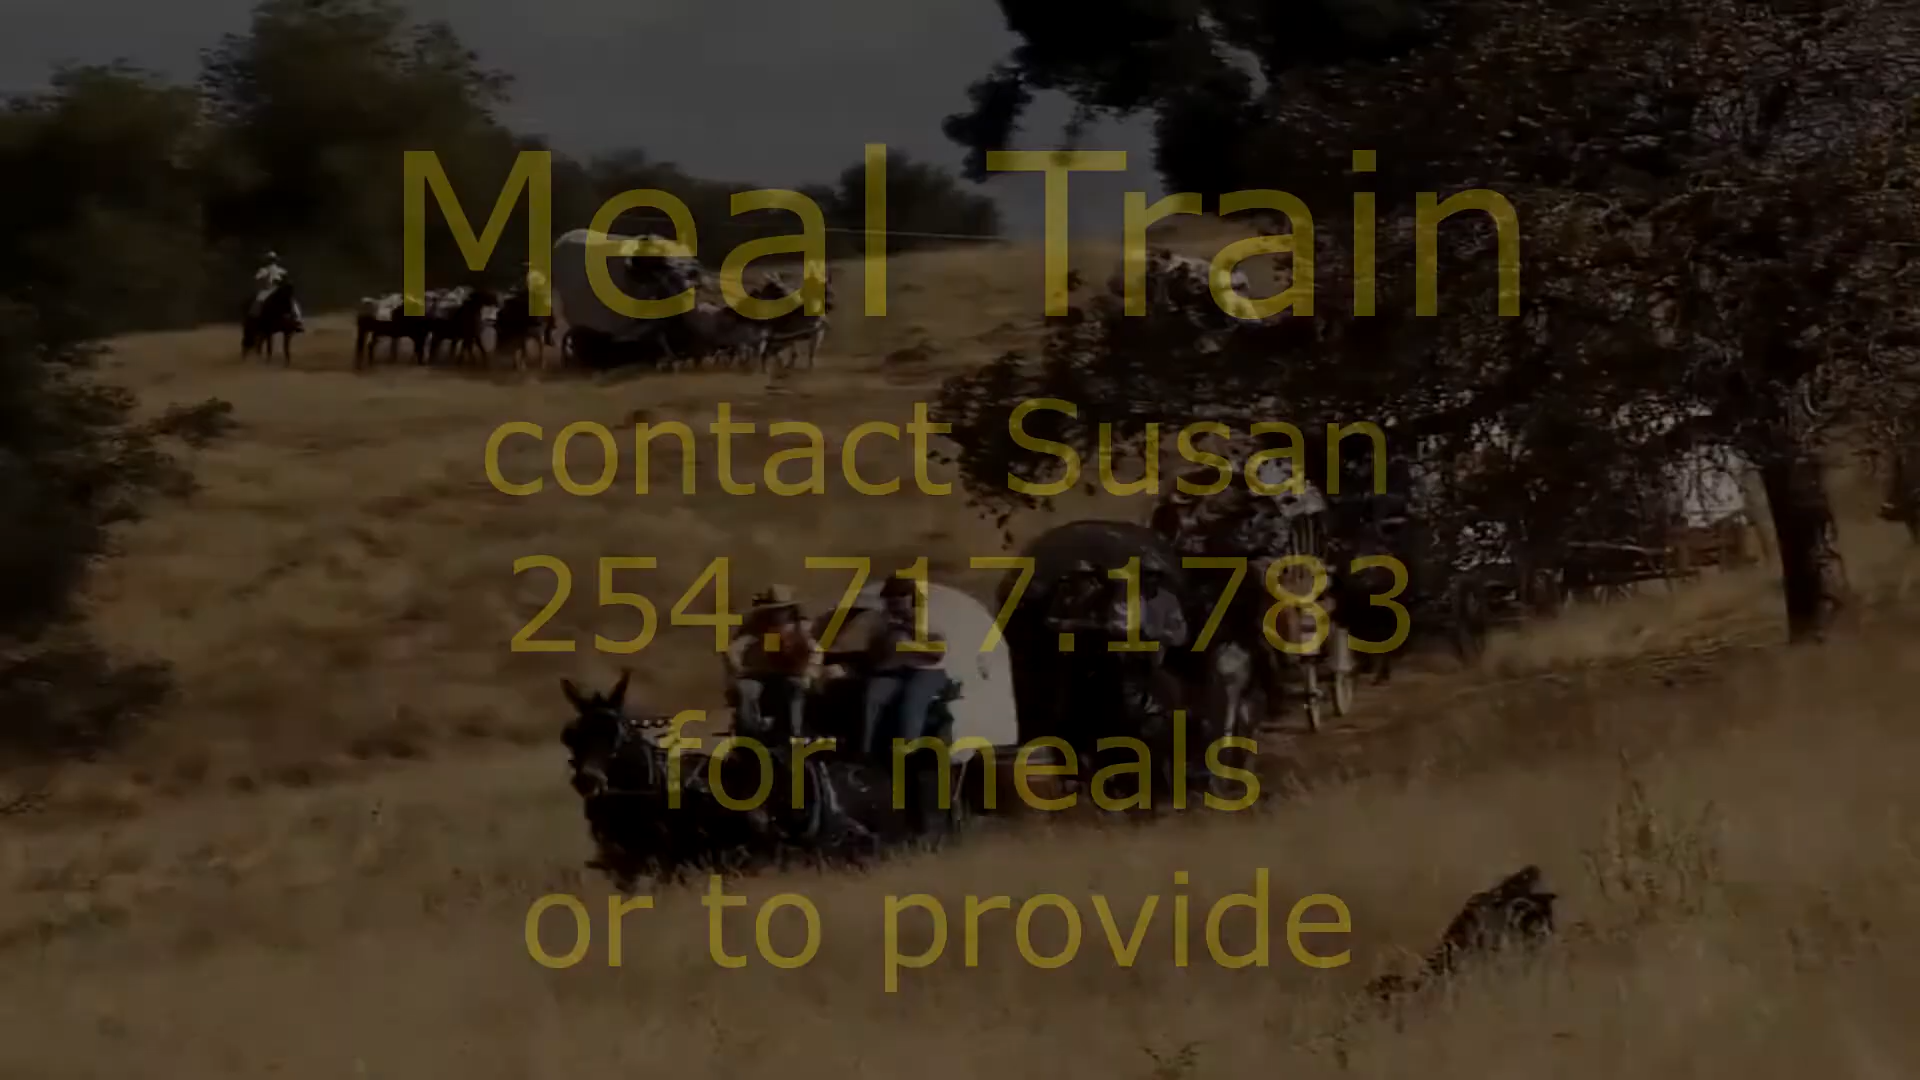 Meal Train
contact Susan
254.717.1783
for meals
or to provide